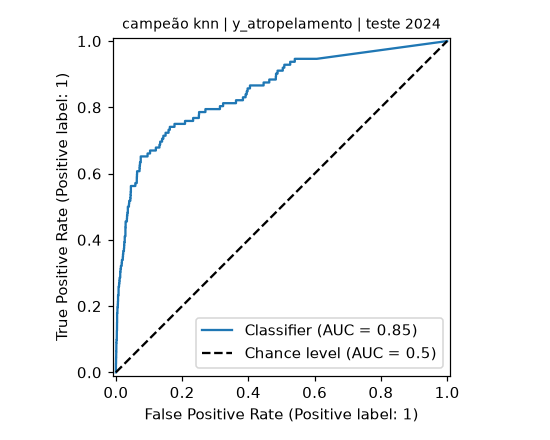 campeão knn | y_atropelamento | teste 2024
True Positive Rate (Positive label: 1)
1.0
0.8
0.6
0.4
0.2
0.0
Classifier (AUC = 0.85)
Chance level (AUC = 0.5)
0.0 0.2 0.4 0.6 0.8 1.0
False Positive Rate (Positive label: 1)